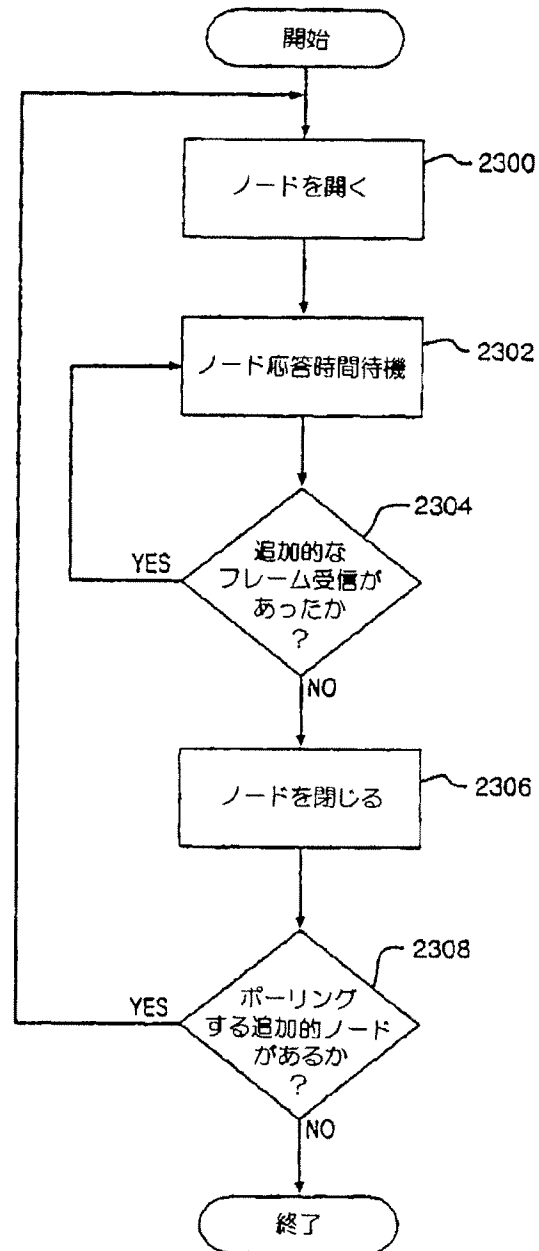 開始
ノードを開く
2300
ノード応答時間待機
2302
2304
追加的な
フレーム受信が
あったか
?
YES
NO
ノードを閉じる
2306
2308
ポーリング
する追加的ノード
があるか
?
YES
NO
終了